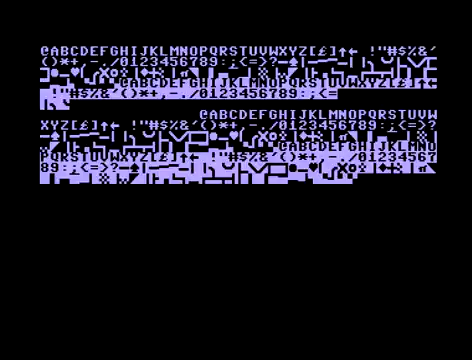 @ABCDEFGHIJKLMNOPQRSTUVWXYZ[£]↑← !"#$%&'
()*+,-./0123456789:;<=>?
@ABCDEFGHIJKLMNOPQRSTUVWXYZ[£]↑←
!"#$%&'()*+,-./0123456789:;<=
@ABCDEFGHIJKLMNOPQRSTUVW
XYZ[£]↑← !"#$%&'()*+,-./0123456789:;<=>?
@ABCDEFGHIJKLMNO
PQRSTUVWXYZ[£]↑← !"#$%&'()*+,-./01234567
89:;<=>?